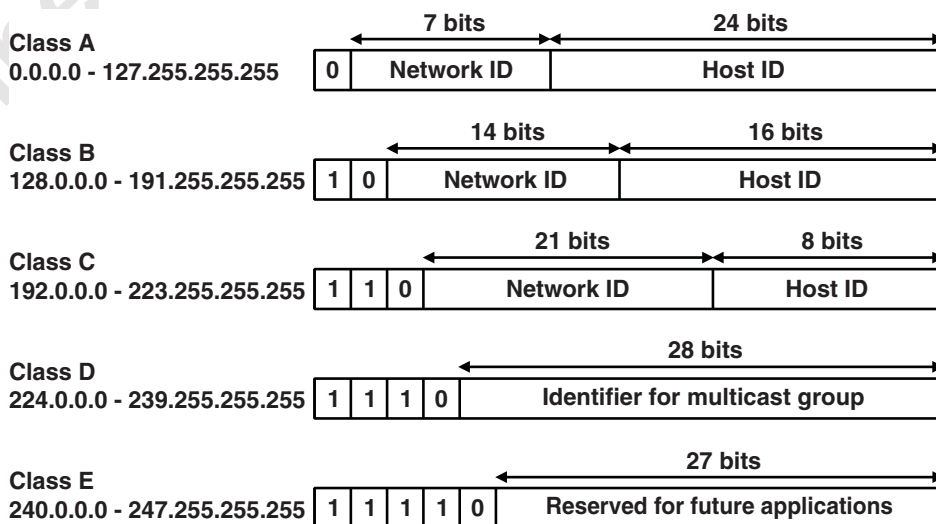 7 bits 24 bits
Class A
0.0.0.0 - 127.255.255.255 0 Network ID Host ID
14 bits 16 bits
Class B
128.0.0.0 - 191.255.255.255 1 0 Network ID Host ID
21 bits 8 bits
Class C
192.0.0.0 - 223.255.255.255 1 1 0 Network ID Host ID
28 bits
Class D
224.0.0.0 - 239.255.255.255 1 1 1 0 Identifier for multicast group
27 bits
Class E
240.0.0.0 - 247.255.255.255 1 1 1 1 0 Reserved for future applications